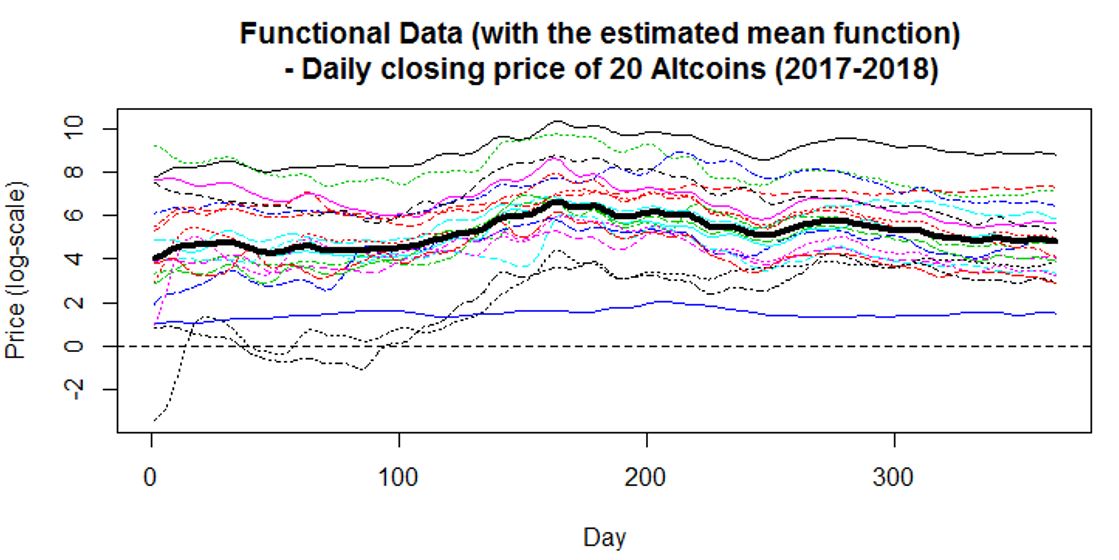 Functional Data (with the estimated mean function)
- Daily closing price of 20 Altcoins (2017-2018)
Price (log-scale)
10
8
6
4
2
0
-2
0 100 200 300
Day